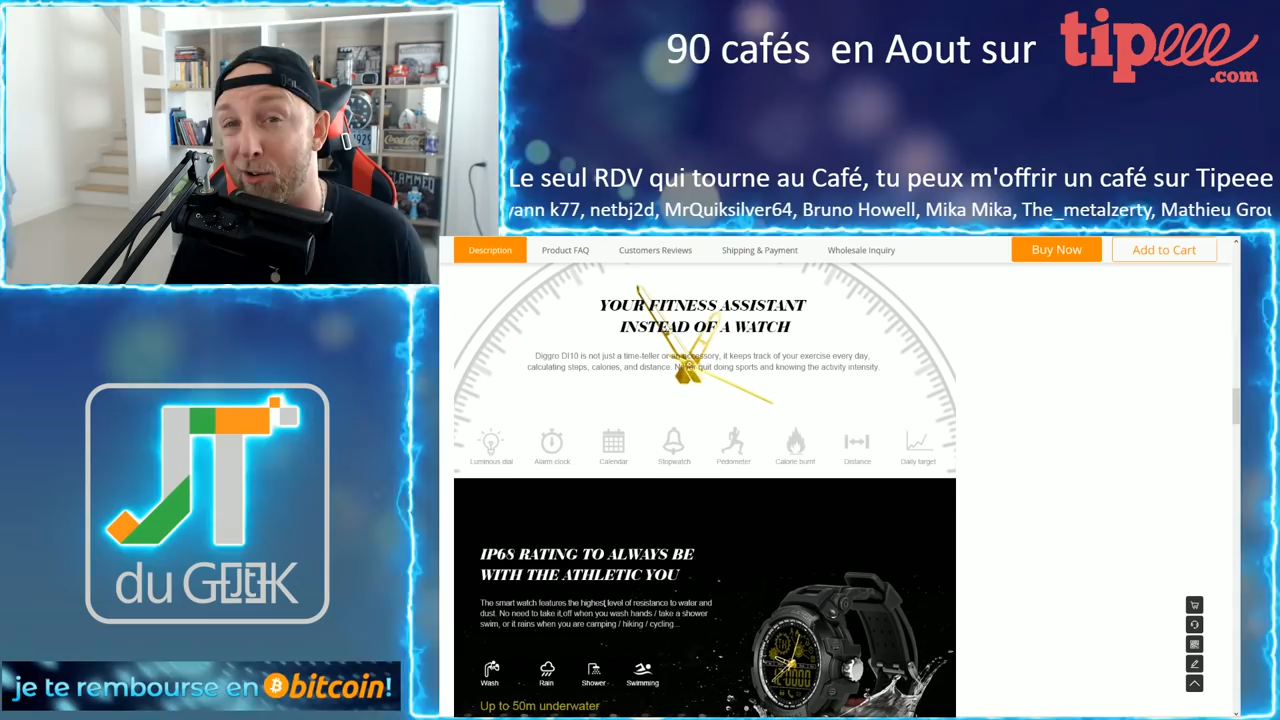 90 cafés en Aout sur
tipeee
.com
Le seul RDV qui tourne au Café, tu peux m'offrir un café sur Tipeee
yann k77, netbj2d, MrQuiksilver64, Bruno Howell, Mika Mika, The_metalzerty, Mathieu Grou
Description
Product FAQ
Customers Reviews
Shipping & Payment
Wholesale Inquiry
Buy Now
Add to Cart
YOUR FITNESS ASSISTANT
INSTEAD OF A WATCH
Diggro DI10 is not just a time-teller or an accessory, it keeps track of your exercise every day,
calculating steps, calories, and distance. Never quit doing sports and knowing the activity intensity.
Luminous dial
Alarm clock
Calendar
Stopwatch
Pedometer
Calorie burnt
Distance
Daily target
IP68 RATING TO ALWAYS BE
WITH THE ATHLETIC YOU
The smart watch features the highest level of resistance to water and
dust. No need to take it off when you wash hands / take a shower
swim, or it rains when you are camping / hiking / cycling...
Wash
Rain
Shower
Swimming
Up to 50m underwater
JT
du GEEK
je te rembourse en bitcoin!